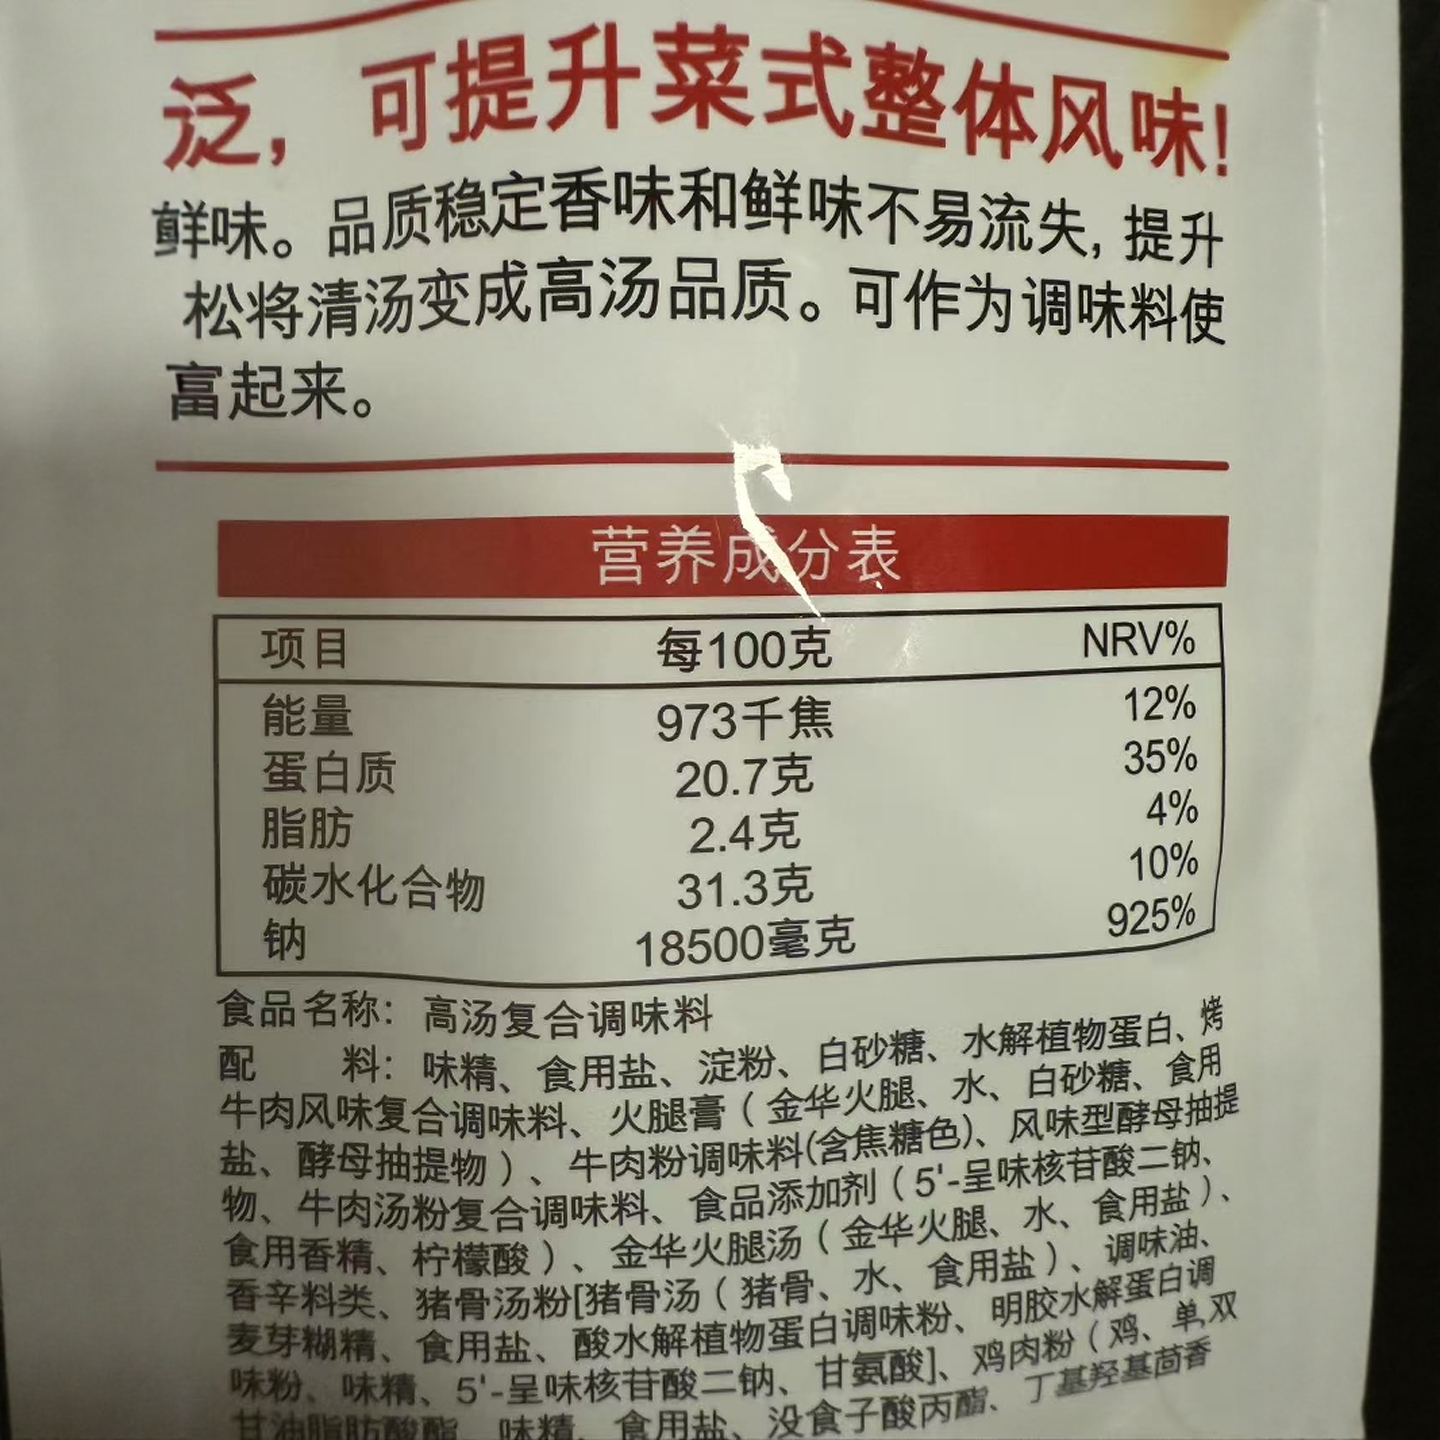 泛，可提升菜式整体风味!
鲜味。品质稳定香味和鲜味不易流失, 提升
松将清汤变成高汤品质。可作为调味料使
富起来。
营养成分表
项目 每100克 NRV%
能量 973千焦 12%
蛋白质 20.7克 35%
脂肪 2.4克 4%
碳水化合物 31.3克 10%
钠 18500毫克 925%
食品名称：高汤复合调味料
配 料：味精、食用盐、淀粉、白砂糖、水解植物蛋白、烤
牛肉风味复合调味料、火腿膏（金华火腿、水、白砂糖、食用
盐、酵母抽提物）、牛肉粉调味料(含焦糖色)、风味型酵母抽提
物、牛肉汤粉复合调味料、食品添加剂（5'-呈味核苷酸二钠、
食用香精、柠檬酸）、金华火腿汤（金华火腿、水、食用盐）、
香辛料类、猪骨汤粉[猪骨汤（猪骨、水、食用盐）、调味油、
麦芽糊精、食用盐、酸水解植物蛋白调味粉、明胶水解蛋白调
味粉、味精、5'-呈味核苷酸二钠、甘氨酸]、鸡肉粉（鸡、单,双
甘油脂肪酸酯、味精、食用盐、没食子酸丙酯、丁基羟基茴香